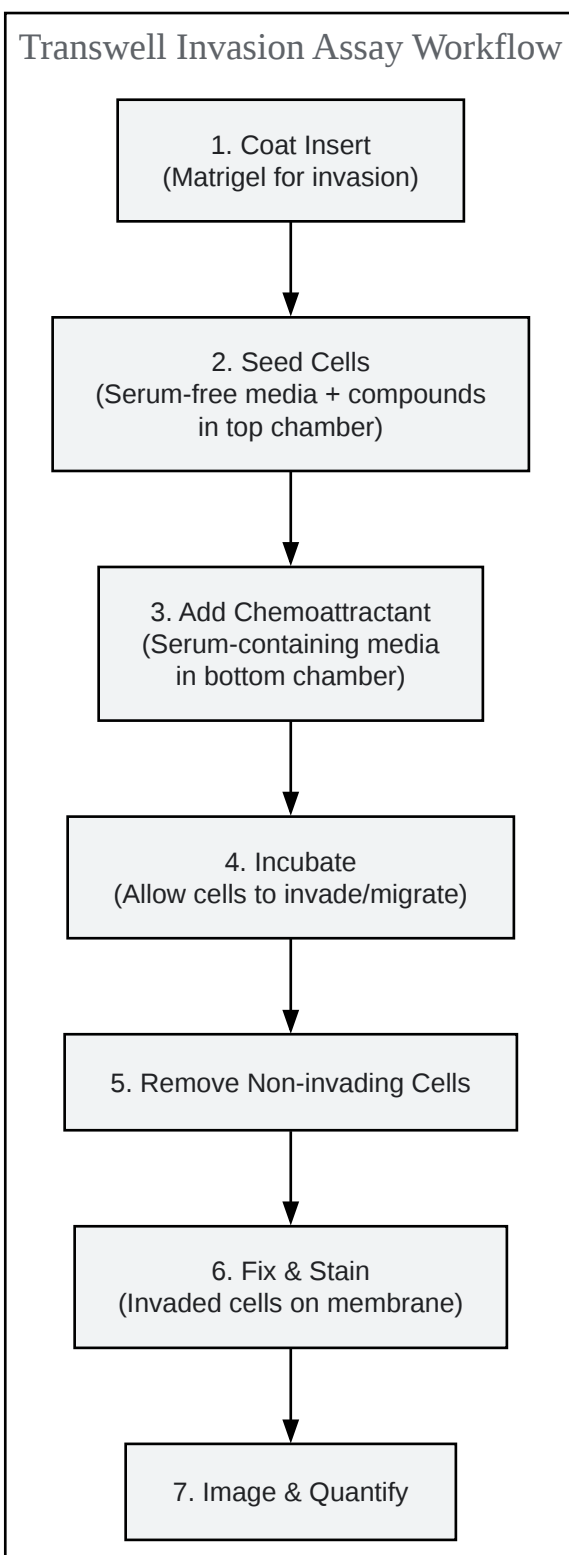 Transwell Invasion Assay Workflow
1. Coat Insert
(Matrigel for invasion)
2. Seed Cells
(Serum-free media + compounds
in top chamber)
3. Add Chemoattractant
(Serum-containing media
in bottom chamber)
4. Incubate
(Allow cells to invade/migrate)
5. Remove Non-invading Cells
6. Fix & Stain
(Invaded cells on membrane)
7. Image & Quantify